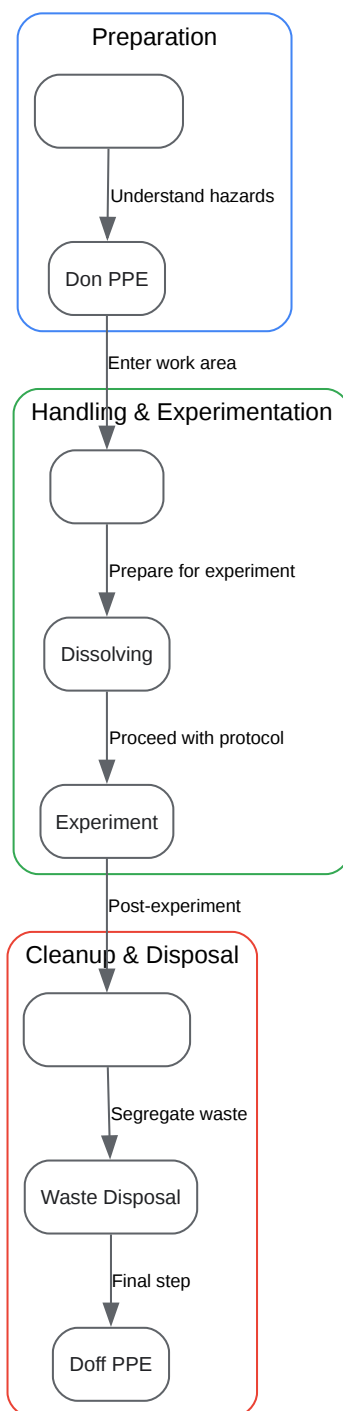 Preparation
Understand hazards
Don PPE
Enter work area
Handling & Experimentation
Prepare for experiment
Dissolving
Proceed with protocol
Experiment
Post-experiment
Cleanup & Disposal
Segregate waste
Waste Disposal
Final step
Doff PPE